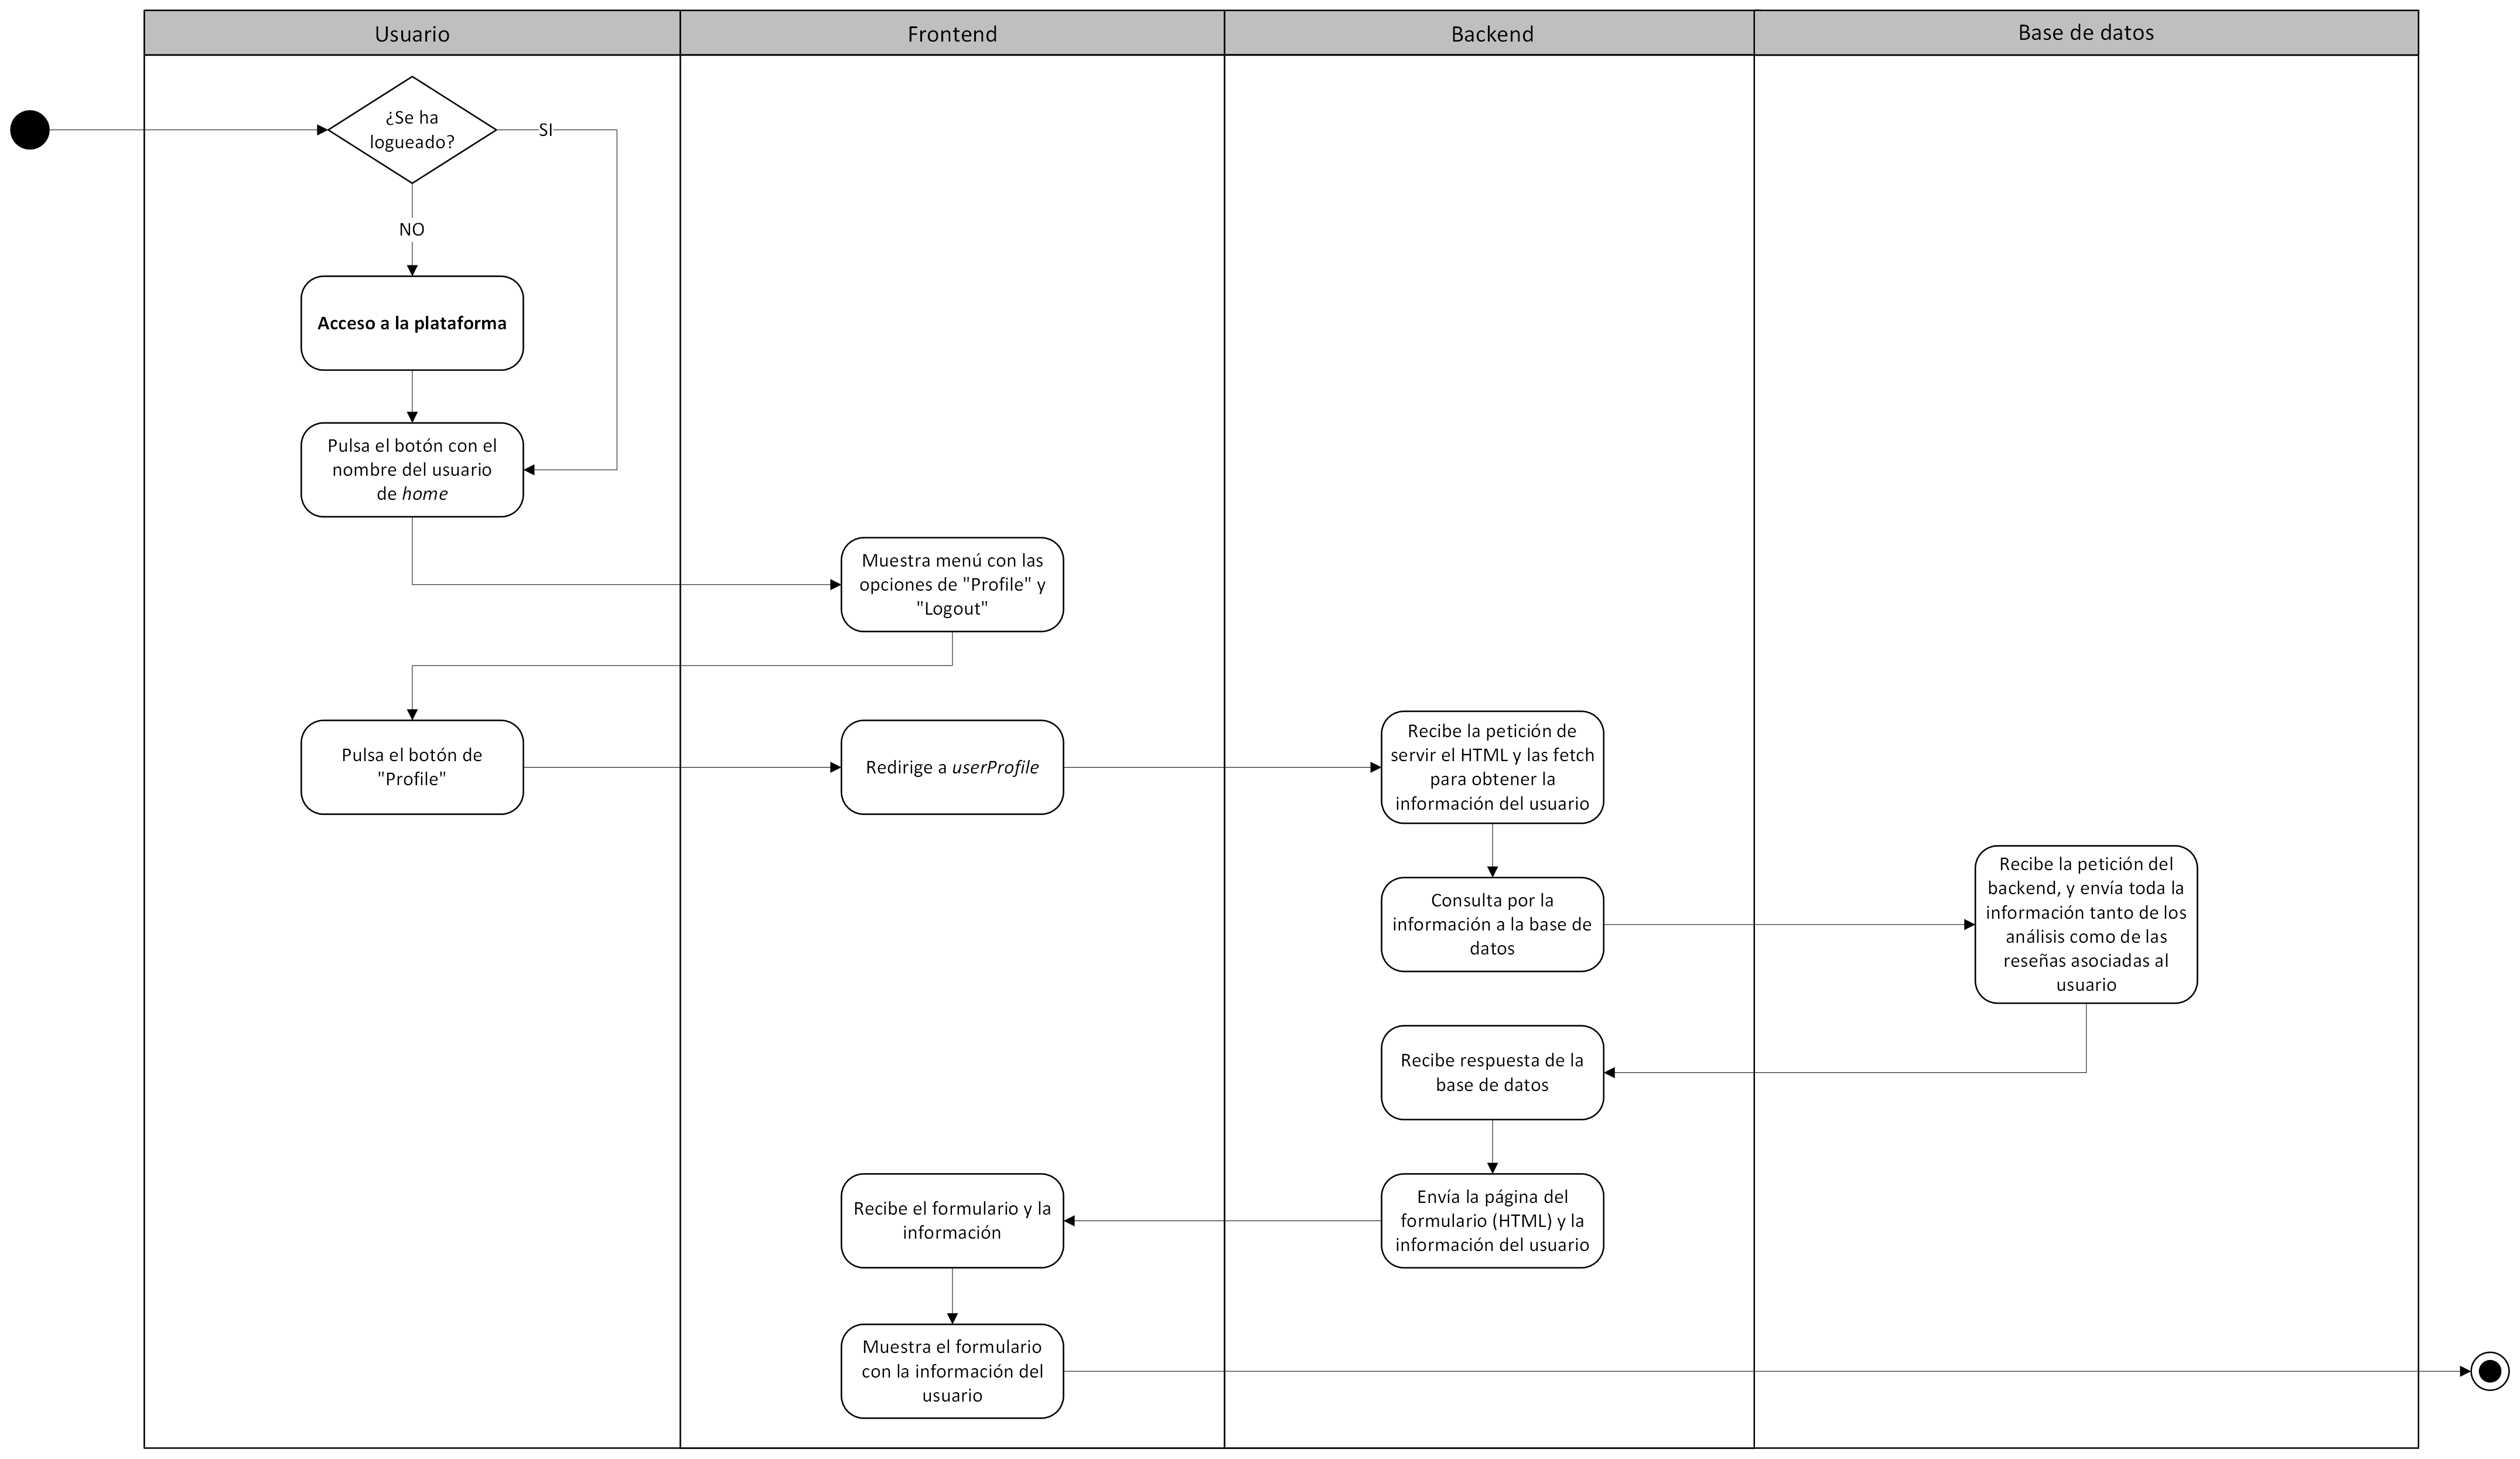 Usuario
Frontend
Backend
Base de datos
¿Se ha
logueado?
SI
NO
Acceso a la plataforma
Pulsa el botón con el
nombre del usuario
de home
Muestra menú con las
opciones de "Profile" y
"Logout"
Pulsa el botón de
"Profile"
Redirige a userProfile
Recibe la petición de
servir el HTML y las fetch
para obtener la
información del usuario
Consulta por la
información a la base de
datos
Recibe la petición del
backend, y envía toda la
información tanto de los
análisis como de las
reseñas asociadas al
usuario
Recibe respuesta de la
base de datos
Envía la página del
formulario (HTML) y la
información del usuario
Recibe el formulario y la
información
Muestra el formulario
con la información del
usuario